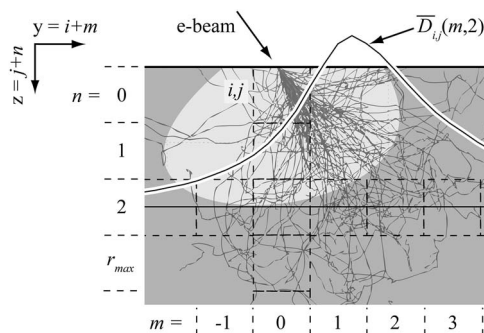 y = i+m
z = j+n
e-beam
D̅i,j(m,2)
n = 0
i,j
1
2
rmax
m = -1 0 1 2 3